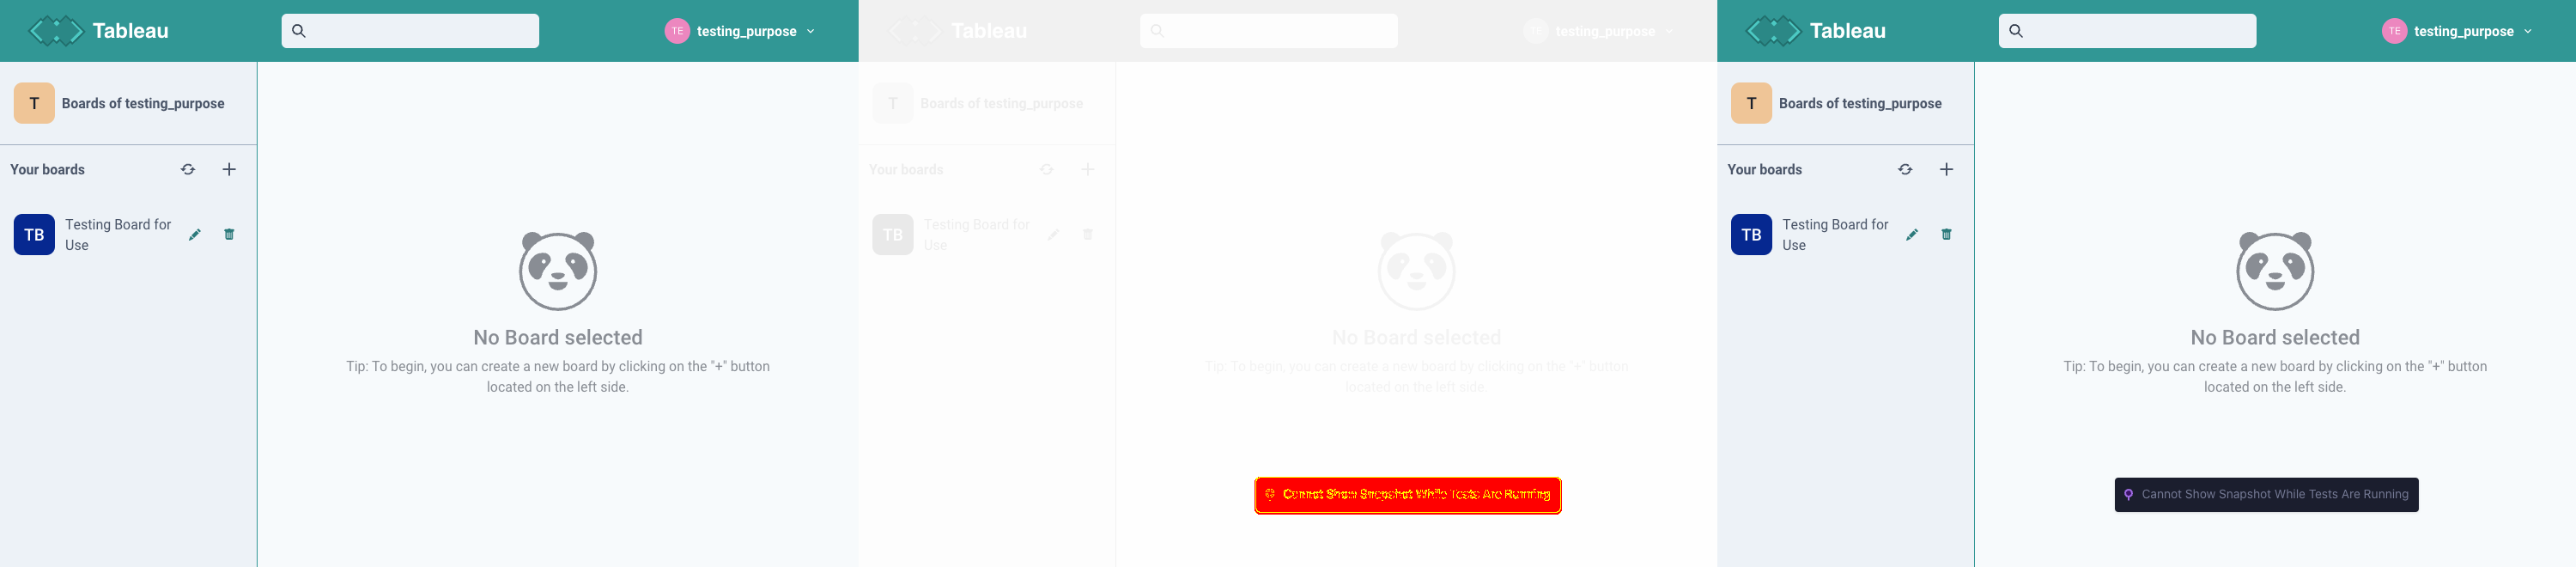 Tableau
TE testing_purpose
T Boards of testing_purpose
Your boards
TB Testing Board for
Use
No Board selected
Tip: To begin, you can create a new board by clicking on the "+" button
located on the left side.
Tableau
testing_purpose
T Boards of testing_purpose
Your boards
TB Testing Board for
Use
No Board selected
Tip: To begin, you can create a new board by clicking on the "+" button
located on the left side.
Cannot Show Snapshot While Tests Are Running
Tableau
TE testing_purpose
T Boards of testing_purpose
Your boards
TB Testing Board for
Use
No Board selected
Tip: To begin, you can create a new board by clicking on the "+" button
located on the left side.
Cannot Show Snapshot While Tests Are Running